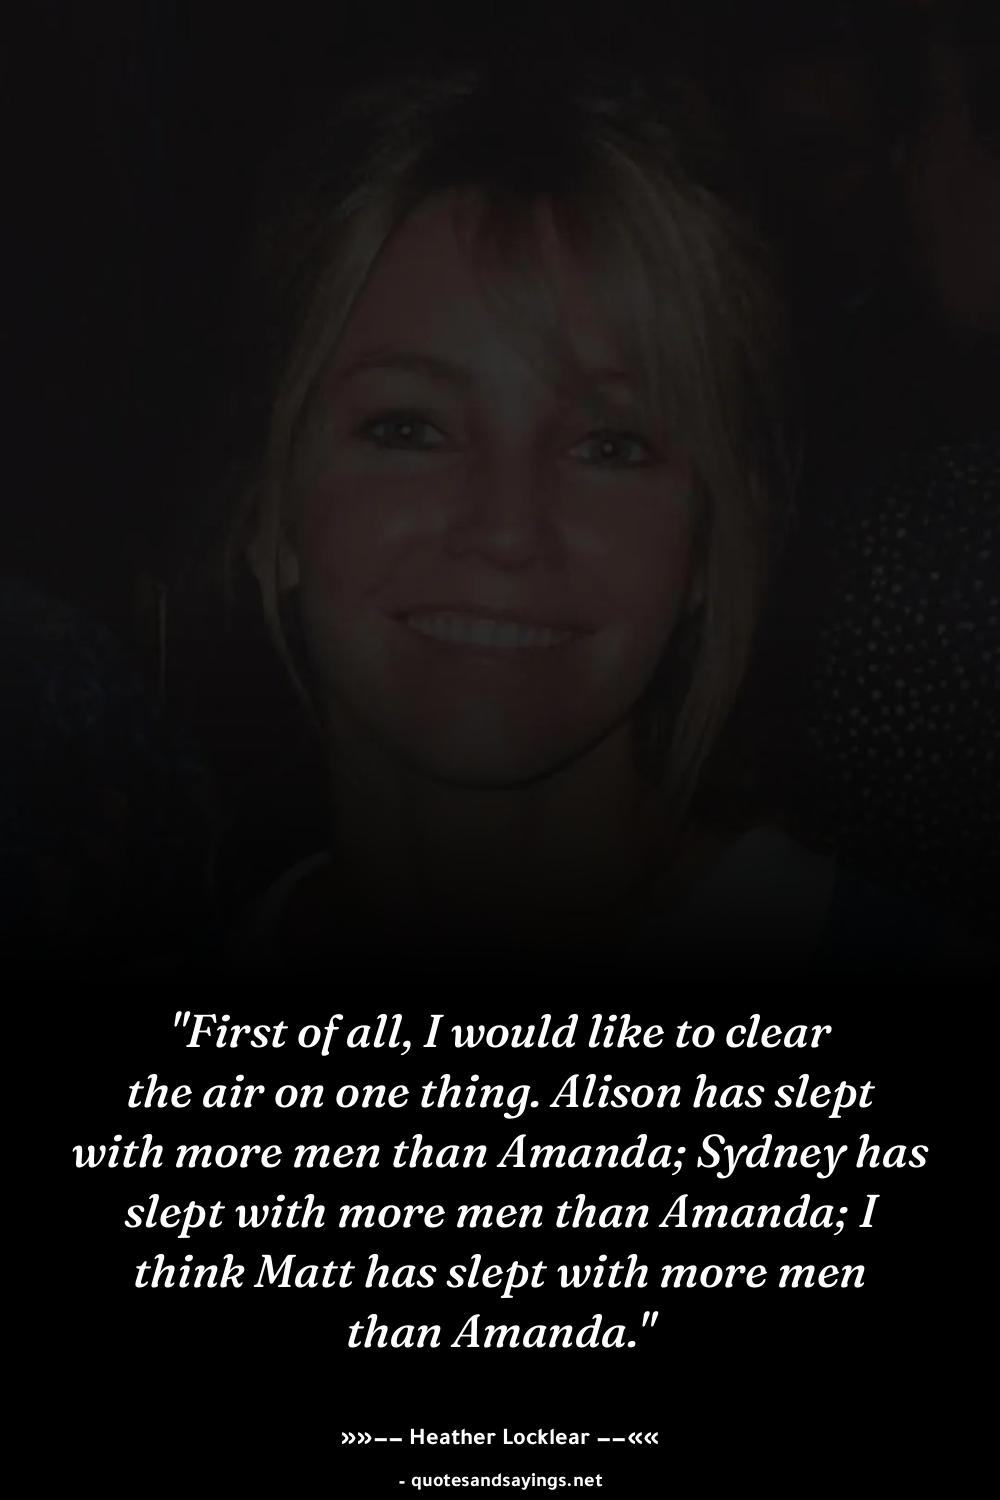 "First of all, I would like to clear
the air on one thing. Alison has slept
with more men than Amanda; Sydney has
slept with more men than Amanda; I
think Matt has slept with more men
than Amanda."
»»–– Heather Locklear ––««
- quotesandsayings.net